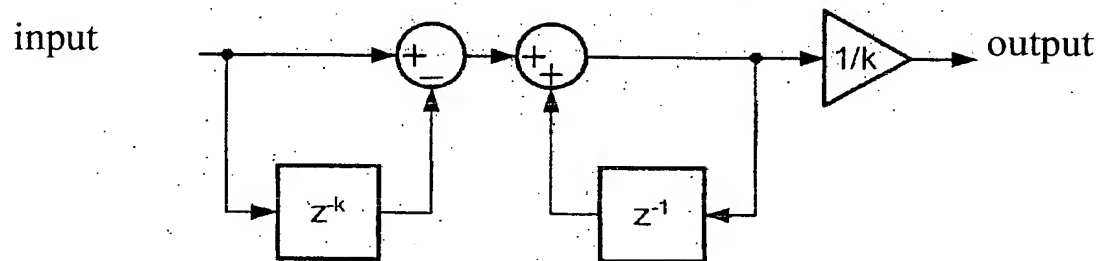 input
+
−
+
+
1/k
output
z⁻ᵏ
z⁻¹